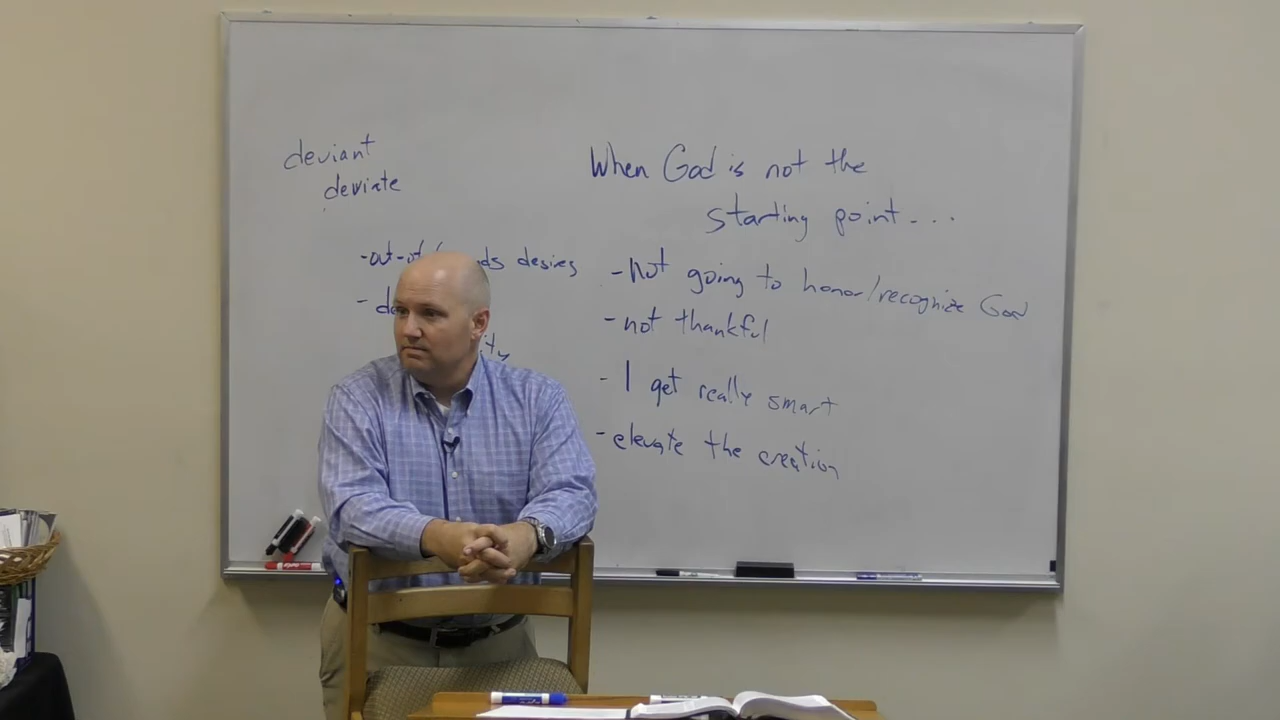 deviant
deviate
desires
When God is not the
starting point...
-not going to honor/recognize God
-not thankful
- I get really smart
-elevate the creation